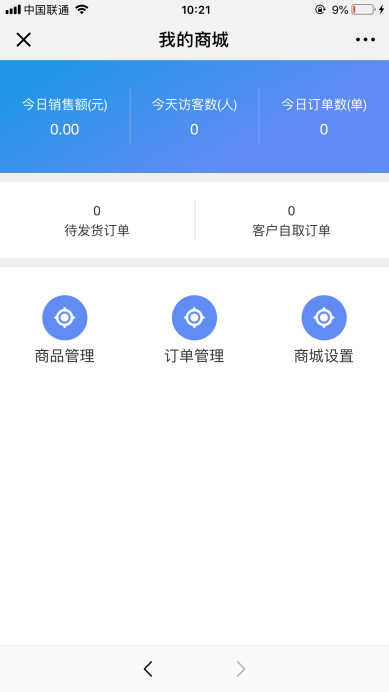 中国联通 10:21 9%
我的商城
今日销售额(元) 今天访客数(人) 今日订单数(单)
0.00 0 0
0 0
待发货订单 客户自取订单
商品管理 订单管理 商城设置